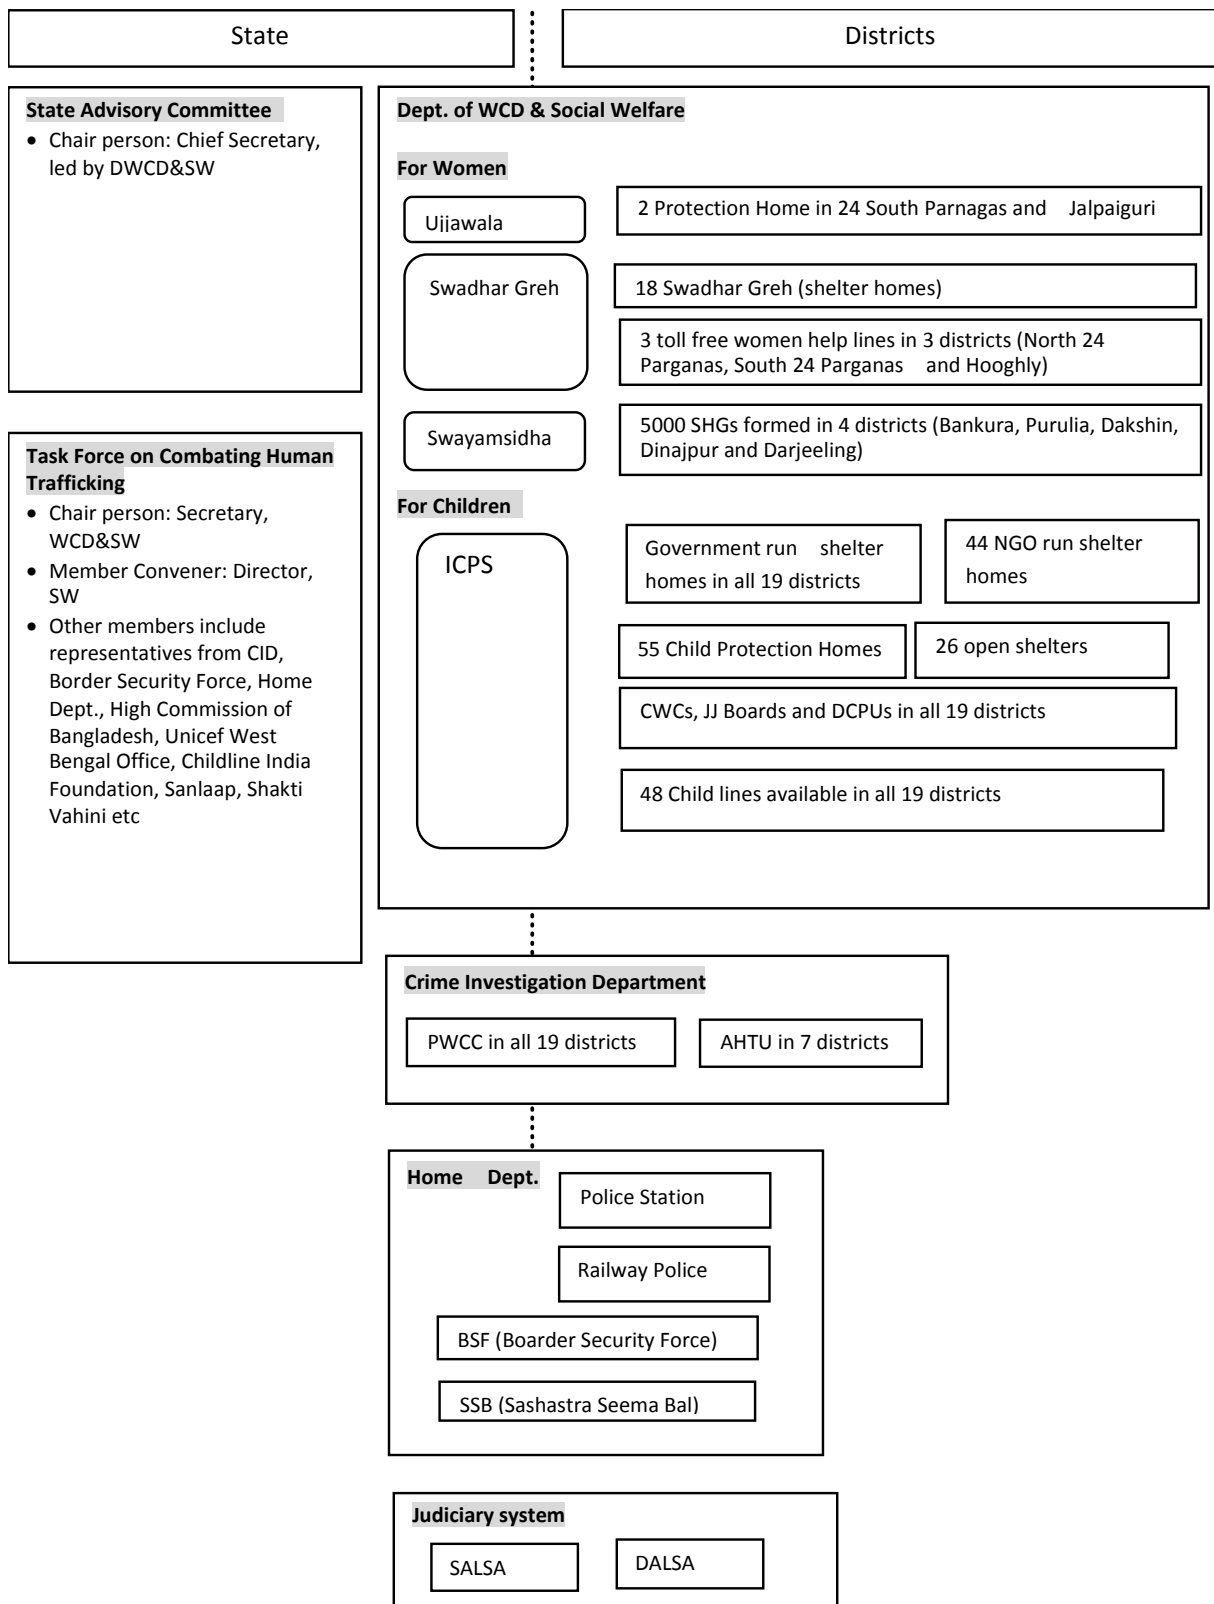 State
Districts
State Advisory Committee
• Chair person: Chief Secretary,
led by DWCD&SW
Task Force on Combating Human
Trafficking
• Chair person: Secretary,
WCD&SW
• Member Convener: Director,
SW
• Other members include
representatives from CID,
Border Security Force, Home
Dept., High Commission of
Bangladesh, Unicef West
Bengal Office, Childline India
Foundation, Sanlaap, Shakti
Vahini etc
Dept. of WCD & Social Welfare
For Women
Ujjawala
2 Protection Home in 24 South Parnagas and Jalpaiguri
Swadhar Greh
18 Swadhar Greh (shelter homes)
3 toll free women help lines in 3 districts (North 24
Parganas, South 24 Parganas and Hooghly)
Swayamsidha
5000 SHGs formed in 4 districts (Bankura, Purulia, Dakshin,
Dinajpur and Darjeeling)
For Children
ICPS
Government run shelter
homes in all 19 districts
44 NGO run shelter
homes
55 Child Protection Homes
26 open shelters
CWCs, JJ Boards and DCPUs in all 19 districts
48 Child lines available in all 19 districts
Crime Investigation Department
PWCC in all 19 districts
AHTU in 7 districts
Home Dept.
Police Station
Railway Police
BSF (Boarder Security Force)
SSB (Sashastra Seema Bal)
Judiciary system
SALSA
DALSA